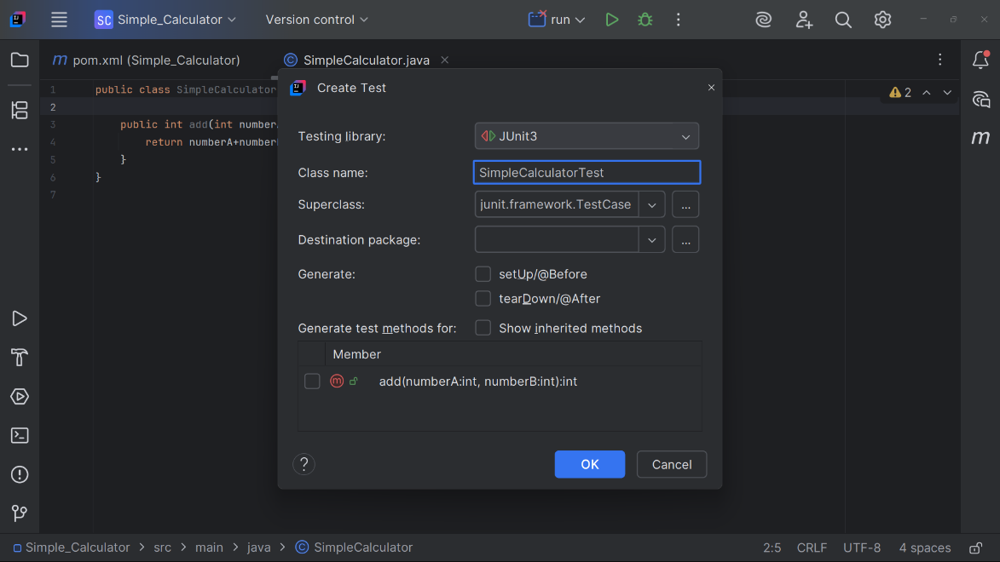 SC Simple_Calculator Version control run
m pom.xml (Simple_Calculator) SimpleCalculator.java
1 public class SimpleCalculator
2
3 public int add(int number
4 return numberA+number
5 }
6 }
7
2
Create Test
Testing library: JUnit3
Class name: SimpleCalculatorTest
Superclass: junit.framework.TestCase ...
Destination package: ...
Generate: setUp/@Before
tearDown/@After
Generate test methods for: Show inherited methods
Member
m add(numberA:int, numberB:int):int
? OK Cancel
m
Simple_Calculator > src > main > java > SimpleCalculator 2:5 CRLF UTF-8 4 spaces